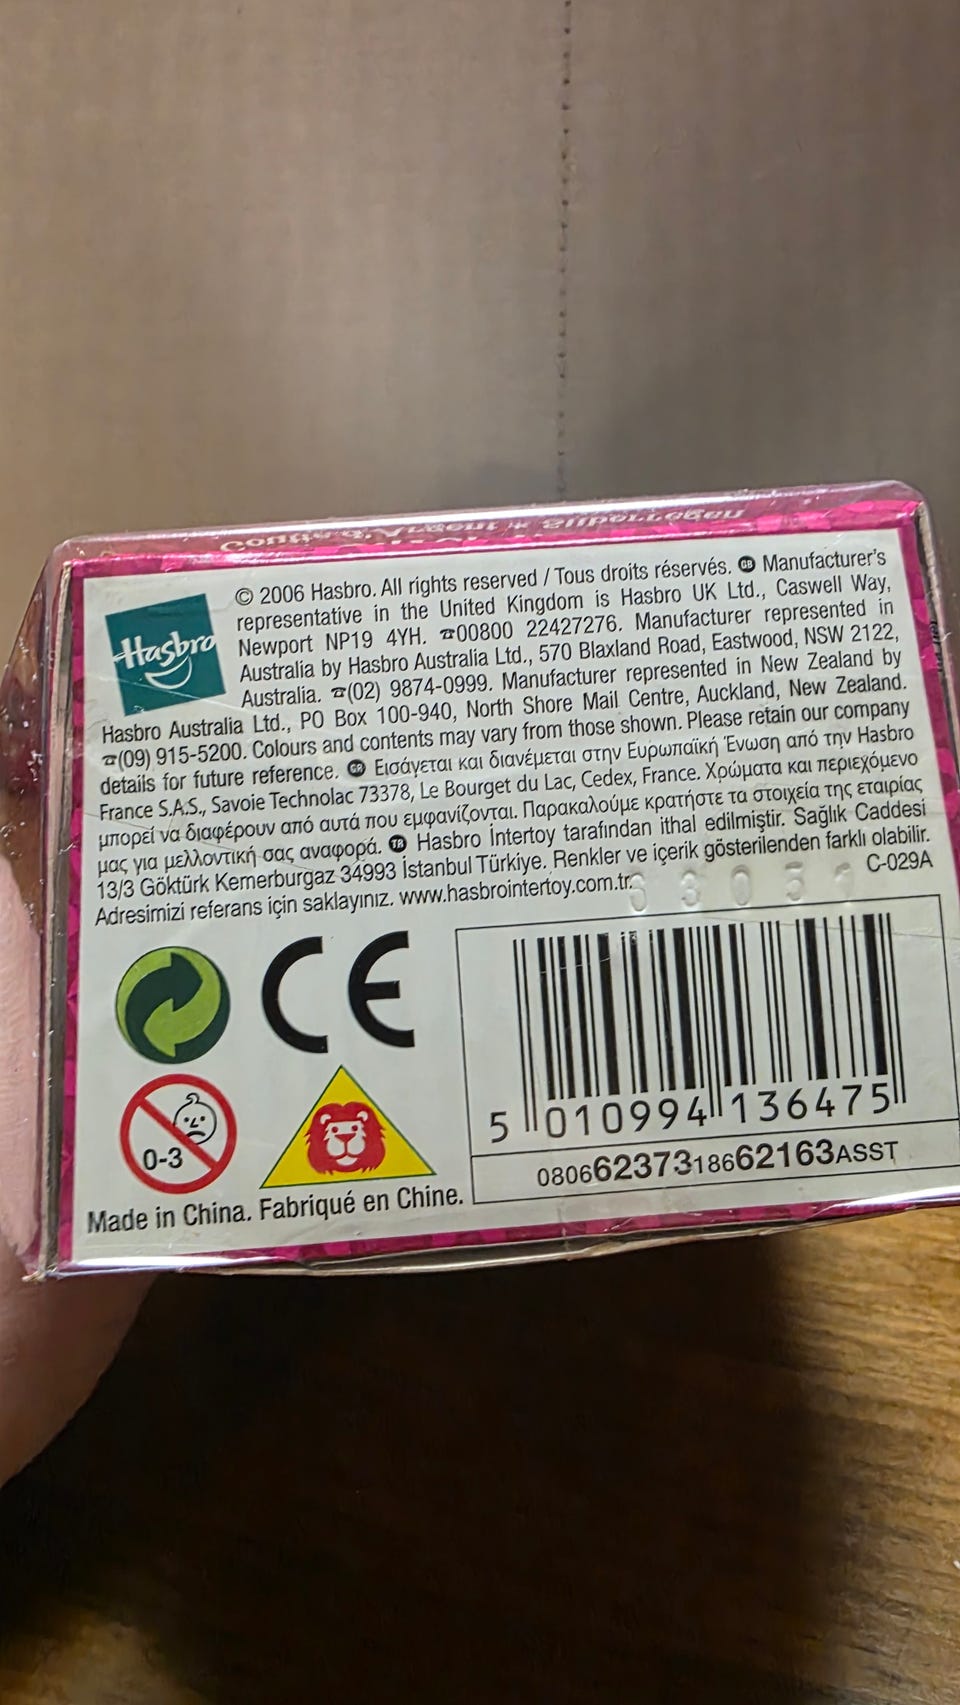 Hasbro
© 2006 Hasbro. All rights reserved / Tous droits réservés. GB Manufacturer's
representative in the United Kingdom is Hasbro UK Ltd., Caswell Way,
Newport NP19 4YH. ☎00800 22427276. Manufacturer represented in
Australia by Hasbro Australia Ltd., 570 Blaxland Road, Eastwood, NSW 2122,
Australia. ☎(02) 9874-0999. Manufacturer represented in New Zealand by
Hasbro Australia Ltd., PO Box 100-940, North Shore Mail Centre, Auckland, New Zealand.
☎(09) 915-5200. Colours and contents may vary from those shown. Please retain our company
details for future reference. GR Εισάγεται και διανέμεται στην Ευρωπαϊκή Ένωση από την Hasbro
France S.A.S., Savoie Technolac 73378, Le Bourget du Lac, Cedex, France. Χρώματα και περιεχόμενο
μπορεί να διαφέρουν από αυτά που εμφανίζονται. Παρακαλούμε κρατήστε τα στοιχεία της εταιρίας
μας για μελλοντική σας αναφορά. TR Hasbro İntertoy tarafından ithal edilmiştir. Sağlık Caddesi
13/3 Göktürk Kemerburgaz 34993 İstanbul Türkiye. Renkler ve içerik gösterilenden farklı olabilir.
Adresimizi referans için saklayınız. www.hasbrointertoy.com.tr.
C-029A
CE
0-3
Made in China. Fabriqué en Chine.
5 010994 136475
08066237318662163ASST